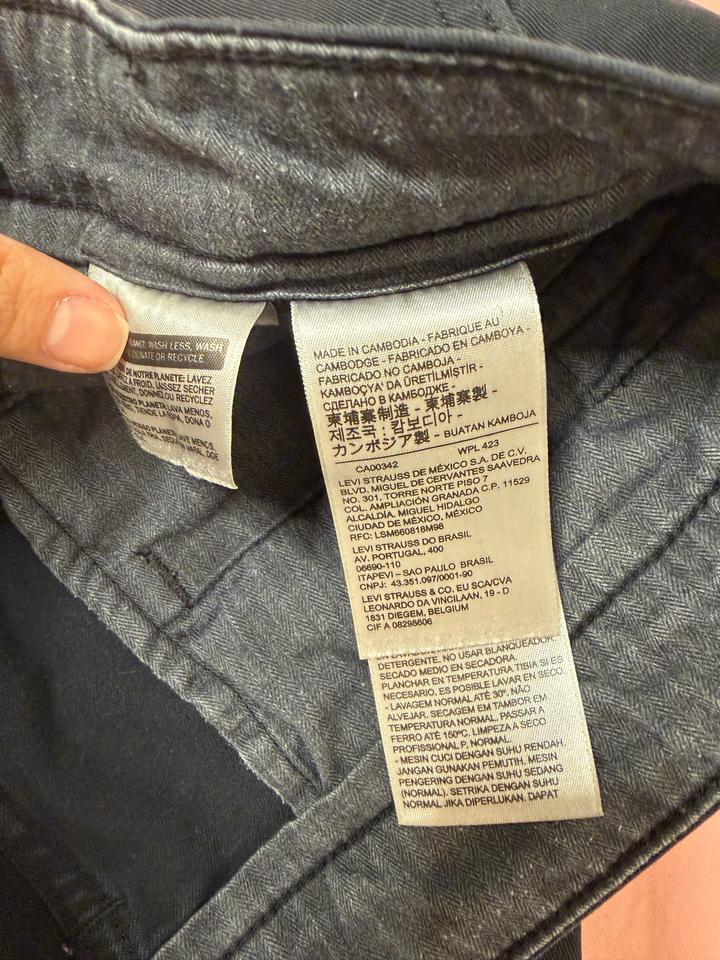 PLANET: WASH LESS, WASH
DONATE OR RECYCLE
DE NOTRE PLANETE: LAVEZ
À FROID, LAISSEZ SÉCHER
DONNEZ OU RECYCLEZ
PLANETA LAVA MENOS,
TIENDE LA ROPA, DONA O
PLANETA LAVE MENOS,
MADE IN CAMBODIA - FABRIQUE AU
CAMBODGE - FABRICADO EN CAMBOYA -
FABRICADO NO CAMBOJA -
KAMBOÇYA' DA ÜRETİLMİŞTİR -
СДЕЛАНО В КАМБОДЖЕ -
柬埔寨制造 - 柬埔寨製 -
제조국 : 캄보디아 -
カンボジア製 - BUATAN KAMBOJA
CA00342 WPL 423
LEVI STRAUSS DE MÉXICO S.A. DE C.V.
BLVD. MIGUEL DE CERVANTES SAAVEDRA
NO. 301, TORRE NORTE PISO 7
COL. AMPLIACIÓN GRANADA C.P. 11529
ALCALDÍA. MIGUEL HIDALGO
CIUDAD DE MÉXICO, MÉXICO
RFC: LSM660818M98
LEVI STRAUSS DO BRASIL
AV. PORTUGAL, 400
06690-110
ITAPEVI – SAO PAULO BRASIL
CNPJ: 43.351.097/0001-90
LEVI STRAUSS & CO. EU SCA/CVA
LEONARDO DA VINCILAAN, 19 - D
1831 DIEGEM, BELGIUM
CIF A 08298606
DETERGENTE, NO USAR BLANQUEADOR
SECADO MEDIO EN SECADORA.
PLANCHAR EN TEMPERATURA TIBIA SI ES
NECESARIO. ES POSIBLE LAVAR EN SECO.
- LAVAGEM NORMAL ATÉ 30º. NÃO
ALVEJAR. SECAGEM EM TAMBOR EM
TEMPERATURA NORMAL. PASSAR A
FERRO ATÉ 150ºC. LIMPEZA A SECO
PROFISSIONAL P, NORMAL.
- MESIN CUCI DENGAN SUHU RENDAH.
JANGAN GUNAKAN PEMUTIH. MESIN
PENGERING DENGAN SUHU SEDANG
(NORMAL). SETRIKA DENGAN SUHU
NORMAL JIKA DIPERLUKAN. DAPAT